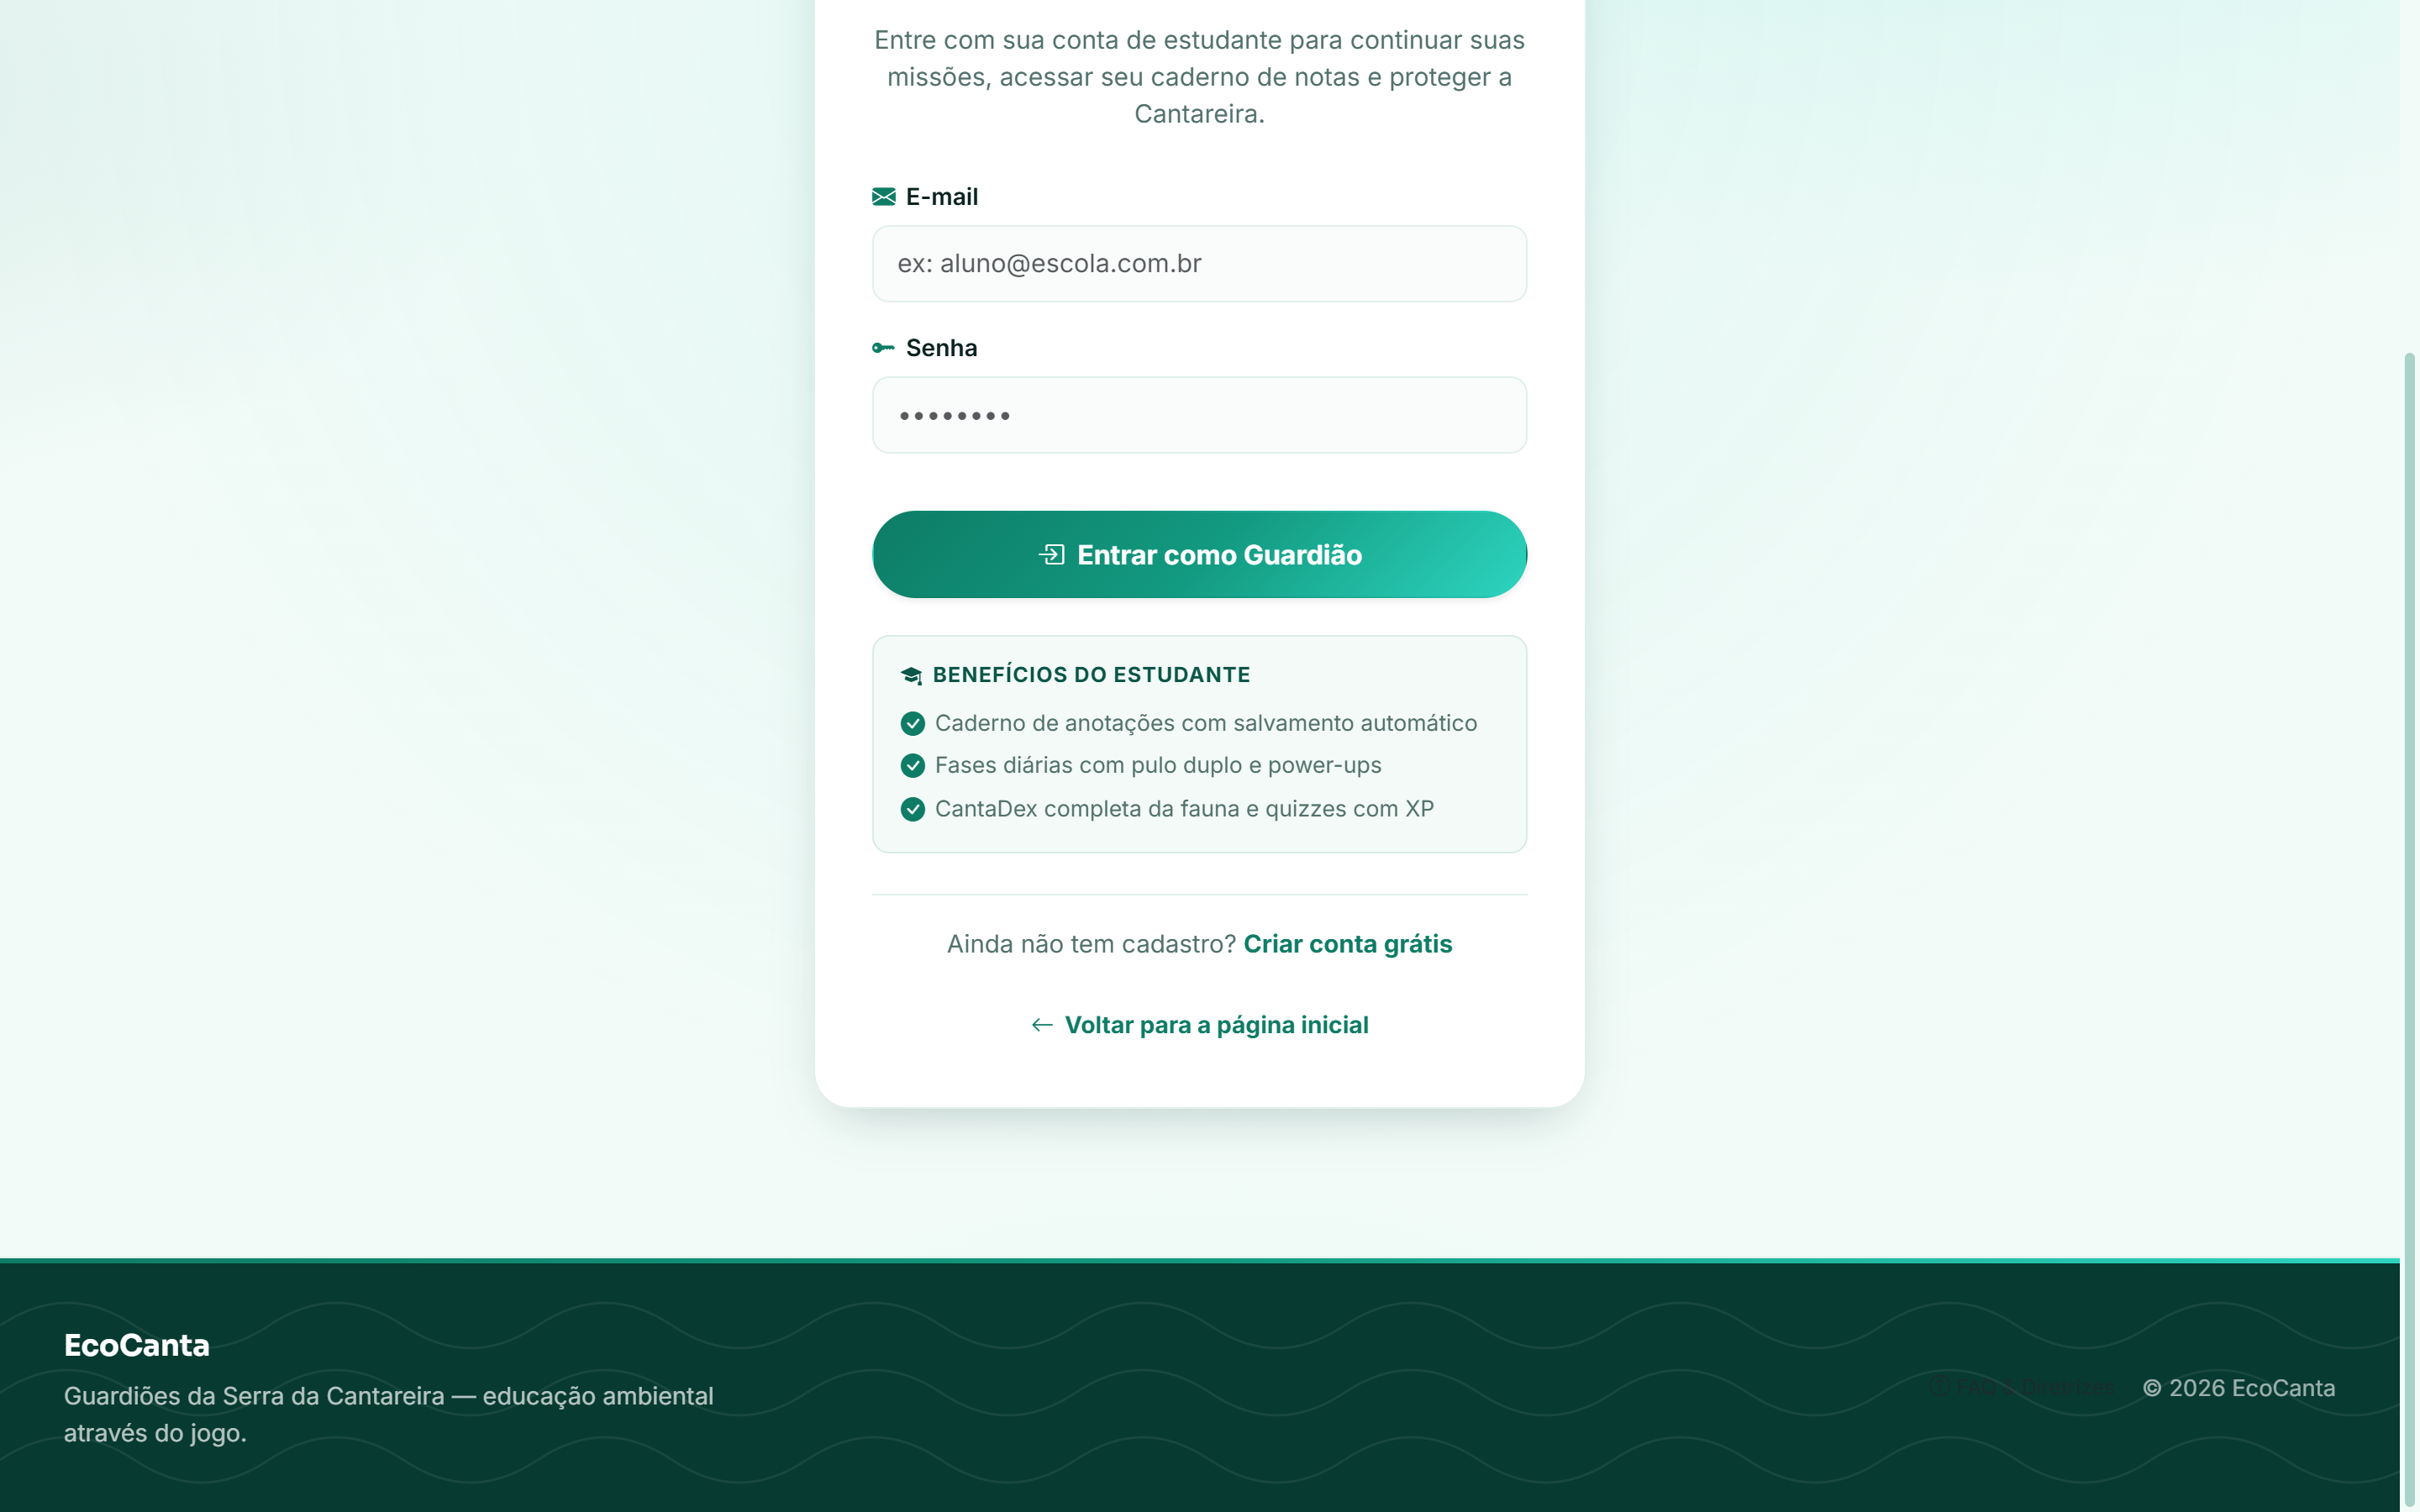 Entre com sua conta de estudante para continuar suas
missões, acessar seu caderno de notas e proteger a
Cantareira.
E-mail
ex: aluno@escola.com.br
Senha
••••••••
Entrar como Guardião
BENEFÍCIOS DO ESTUDANTE
Caderno de anotações com salvamento automático
Fases diárias com pulo duplo e power-ups
CantaDex completa da fauna e quizzes com XP
Ainda não tem cadastro? Criar conta grátis
← Voltar para a página inicial
EcoCanta
Guardiões da Serra da Cantareira — educação ambiental
através do jogo.
FAQ & Diretrizes
© 2026 EcoCanta